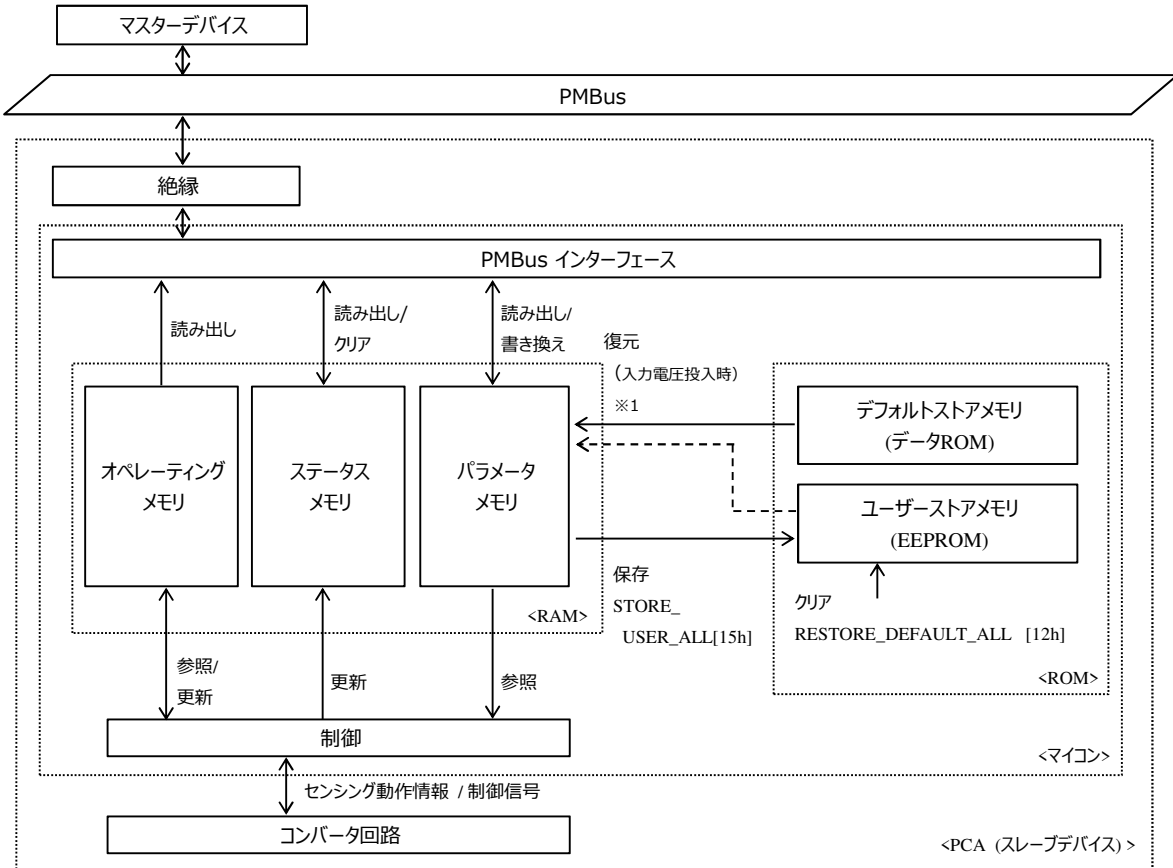 マスターデバイス
PMBus
絶縁
PMBus インターフェース
読み出し
読み出し/
クリア
読み出し/
書き換え
復元
（入力電圧投入時）
※1
オペレーティング
メモリ
ステータス
メモリ
パラメータ
メモリ
デフォルトストアメモリ
(データROM)
ユーザーストアメモリ
(EEPROM)
<RAM>
保存
STORE_
USER_ALL[15h]
クリア
RESTORE_DEFAULT_ALL [12h]
<ROM>
参照/
更新
更新
参照
制御
<マイコン>
センシング動作情報 / 制御信号
コンバータ回路
<PCA (スレーブデバイス) >